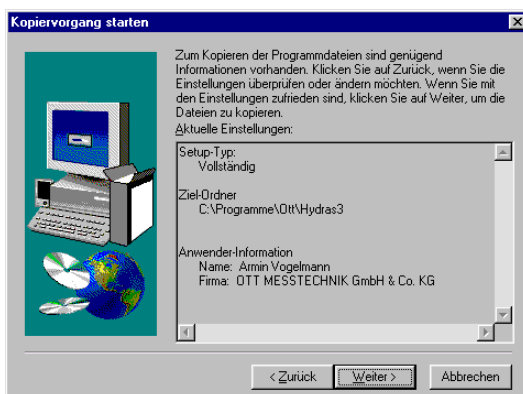 Kopiervorgang starten
Zum Kopieren der Programmdateien sind genügend
Informationen vorhanden. Klicken Sie auf Zurück, wenn Sie die
Einstellungen überprüfen oder ändern möchten. Wenn Sie mit
den Einstellungen zufrieden sind, klicken Sie auf Weiter, um die
Dateien zu kopieren.
Aktuelle Einstellungen:
Setup-Typ:
Vollständig
Ziel-Ordner
C:\Programme\Ott\Hydras3
Anwender-Information
Name: Armin Vogelmann
Firma: OTT MESSTECHNIK GmbH & Co. KG
< Zurück
Weiter >
Abbrechen